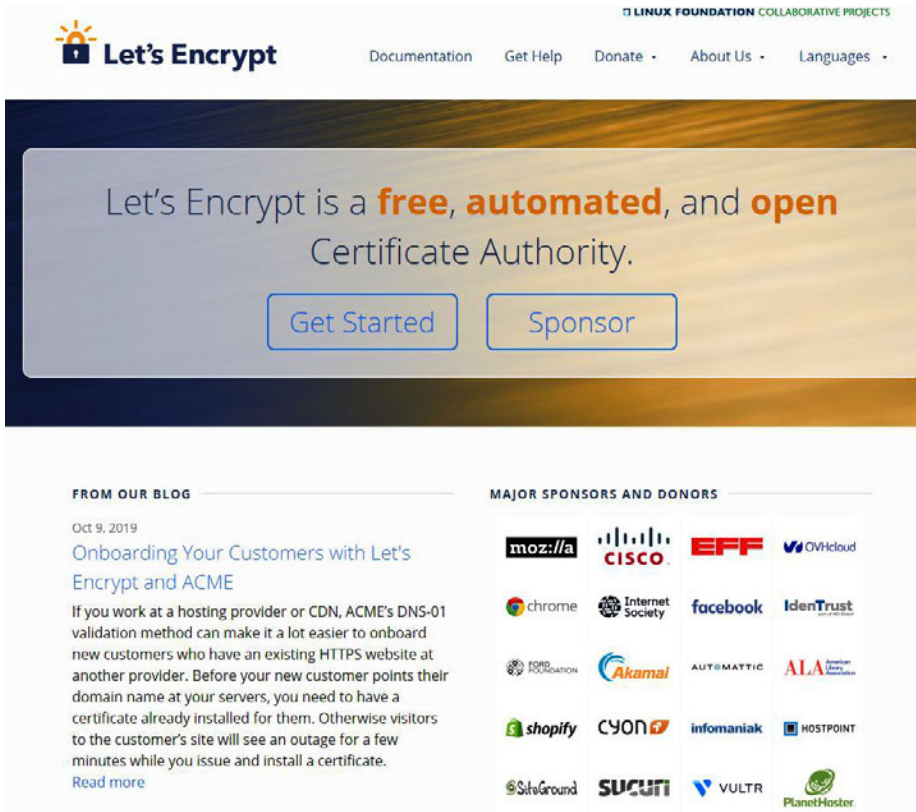 LINUX FOUNDATION COLLABORATIVE PROJECTS
Let's Encrypt
Documentation Get Help Donate About Us Languages
Let's Encrypt is a free, automated, and open
Certificate Authority.
Get Started Sponsor
FROM OUR BLOG
Oct 9, 2019
Onboarding Your Customers with Let's
Encrypt and ACME
If you work at a hosting provider or CDN, ACME's DNS-01
validation method can make it a lot easier to onboard
new customers who have an existing HTTPS website at
another provider. Before your new customer points their
domain name at your servers, you need to have a
certificate already installed for them. Otherwise visitors
to the customer's site will see an outage for a few
minutes while you issue and install a certificate.
Read more
MAJOR SPONSORS AND DONORS
moz://a CISCO EFF OVHcloud
chrome Internet Society facebook IdenTrust
FORD FOUNDATION Akamai AUTOMATTIC ALA American Library Association
shopify cyon infomaniak HOSTPOINT
SiteGround SUCURI VULTR PlanetHoster